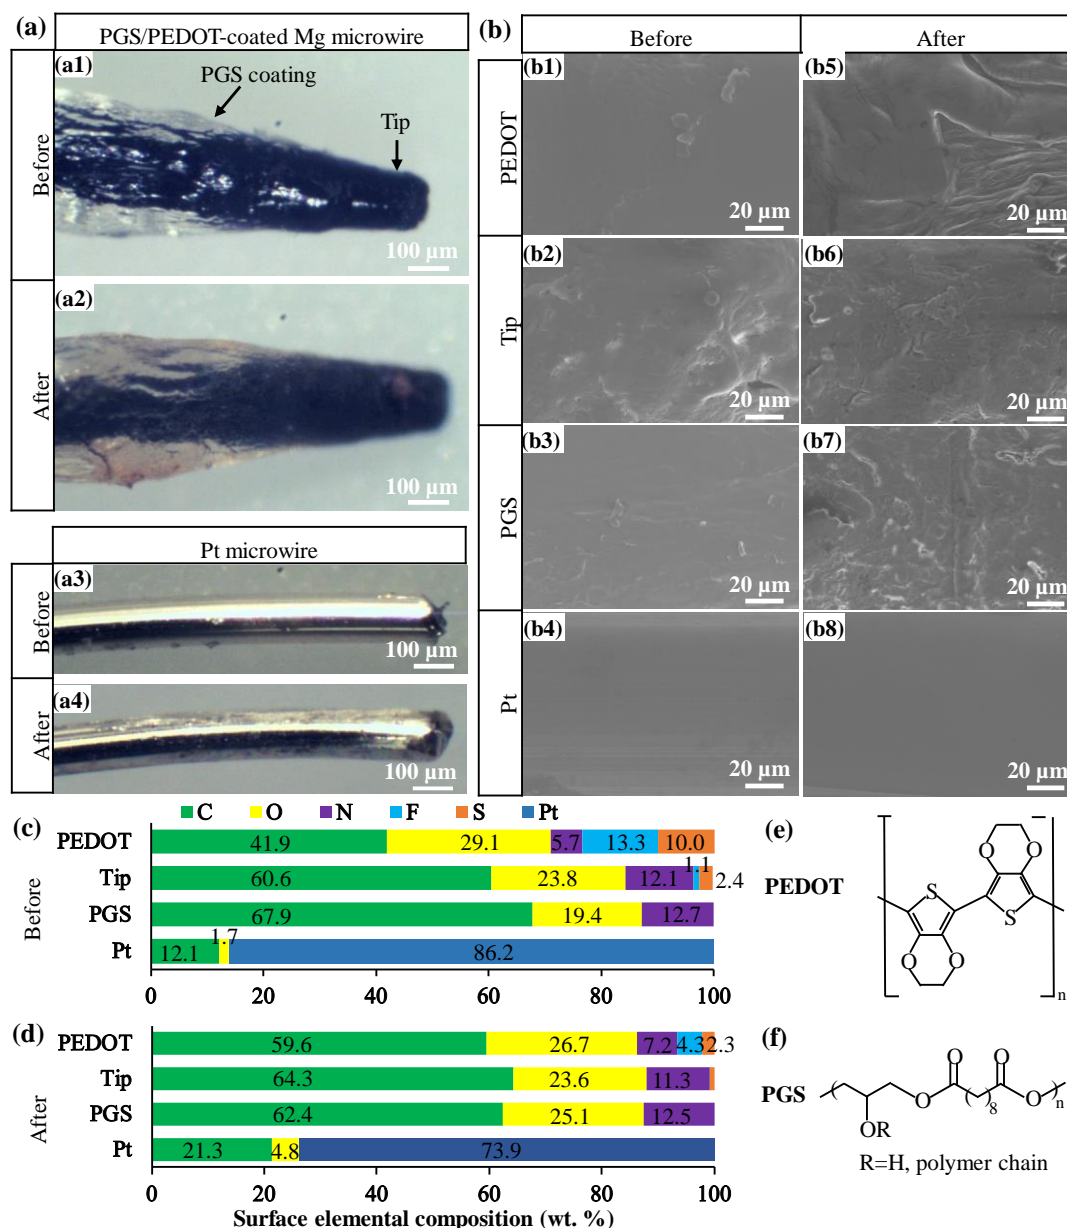 (a)
PGS/PEDOT-coated Mg microwire
Before
(a1)
PGS coating
Tip
100 µm
After
(a2)
100 µm
Pt microwire
Before
(a3)
100 µm
After
(a4)
100 µm
(b)
Before
After
PEDOT
(b1)
20 µm
(b5)
20 µm
Tip
(b2)
20 µm
(b6)
20 µm
PGS
(b3)
20 µm
(b7)
20 µm
Pt
(b4)
20 µm
(b8)
20 µm
C O N F S Pt
(c)
Before
PEDOT 41.9 29.1 5.7 13.3 10.0
Tip 60.6 23.8 12.1 1.1 2.4
PGS 67.9 19.4 12.7
Pt 12.1 1.7 86.2
0 20 40 60 80 100
(d)
After
PEDOT 59.6 26.7 7.2 4.3 2.3
Tip 64.3 23.6 11.3
PGS 62.4 25.1 12.5
Pt 21.3 4.8 73.9
0 20 40 60 80 100
Surface elemental composition (wt. %)
(e)
PEDOT
O O
S
S
O O
n
(f)
PGS
O O
O O
8 n
OR
R=H, polymer chain